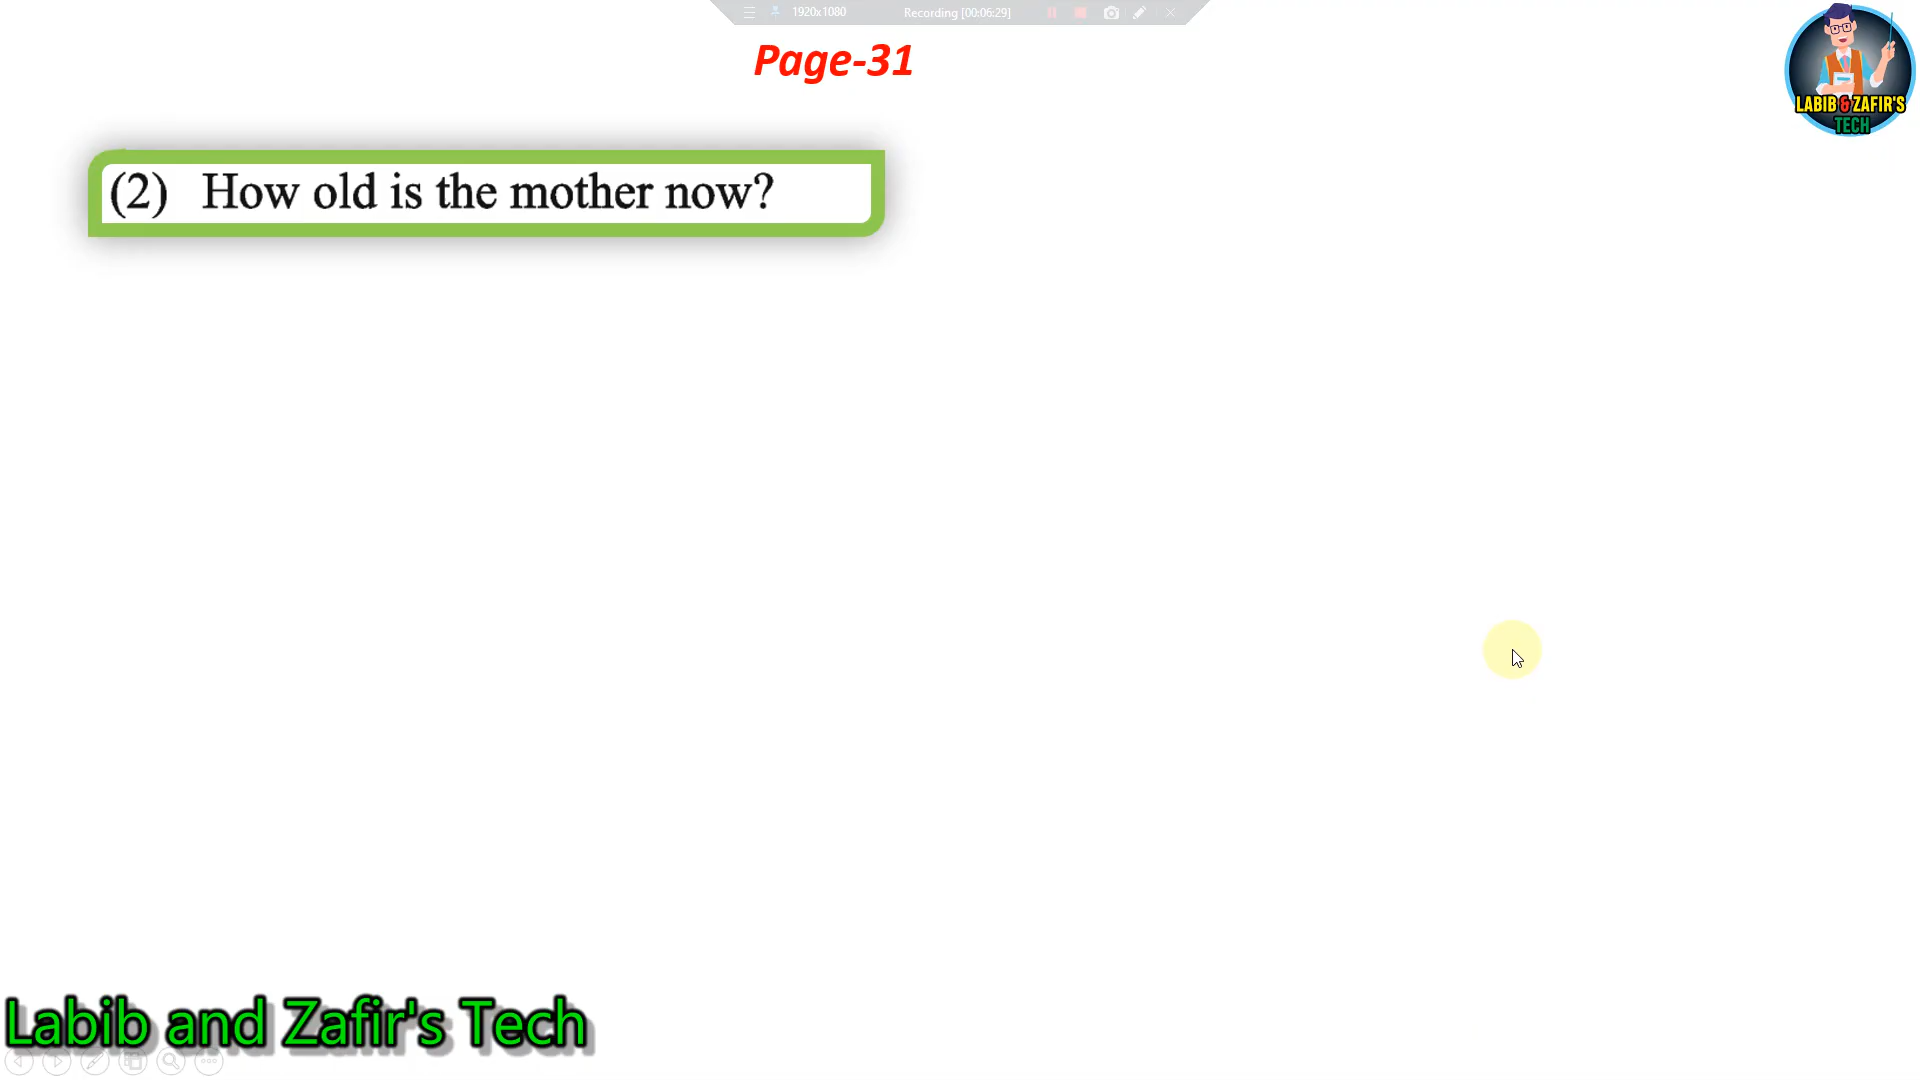 1920x1080 Recording [00:06:29]
Page-31
LABIB & ZAFIR'S
TECH
(2) How old is the mother now?
Labib and Zafir's Tech